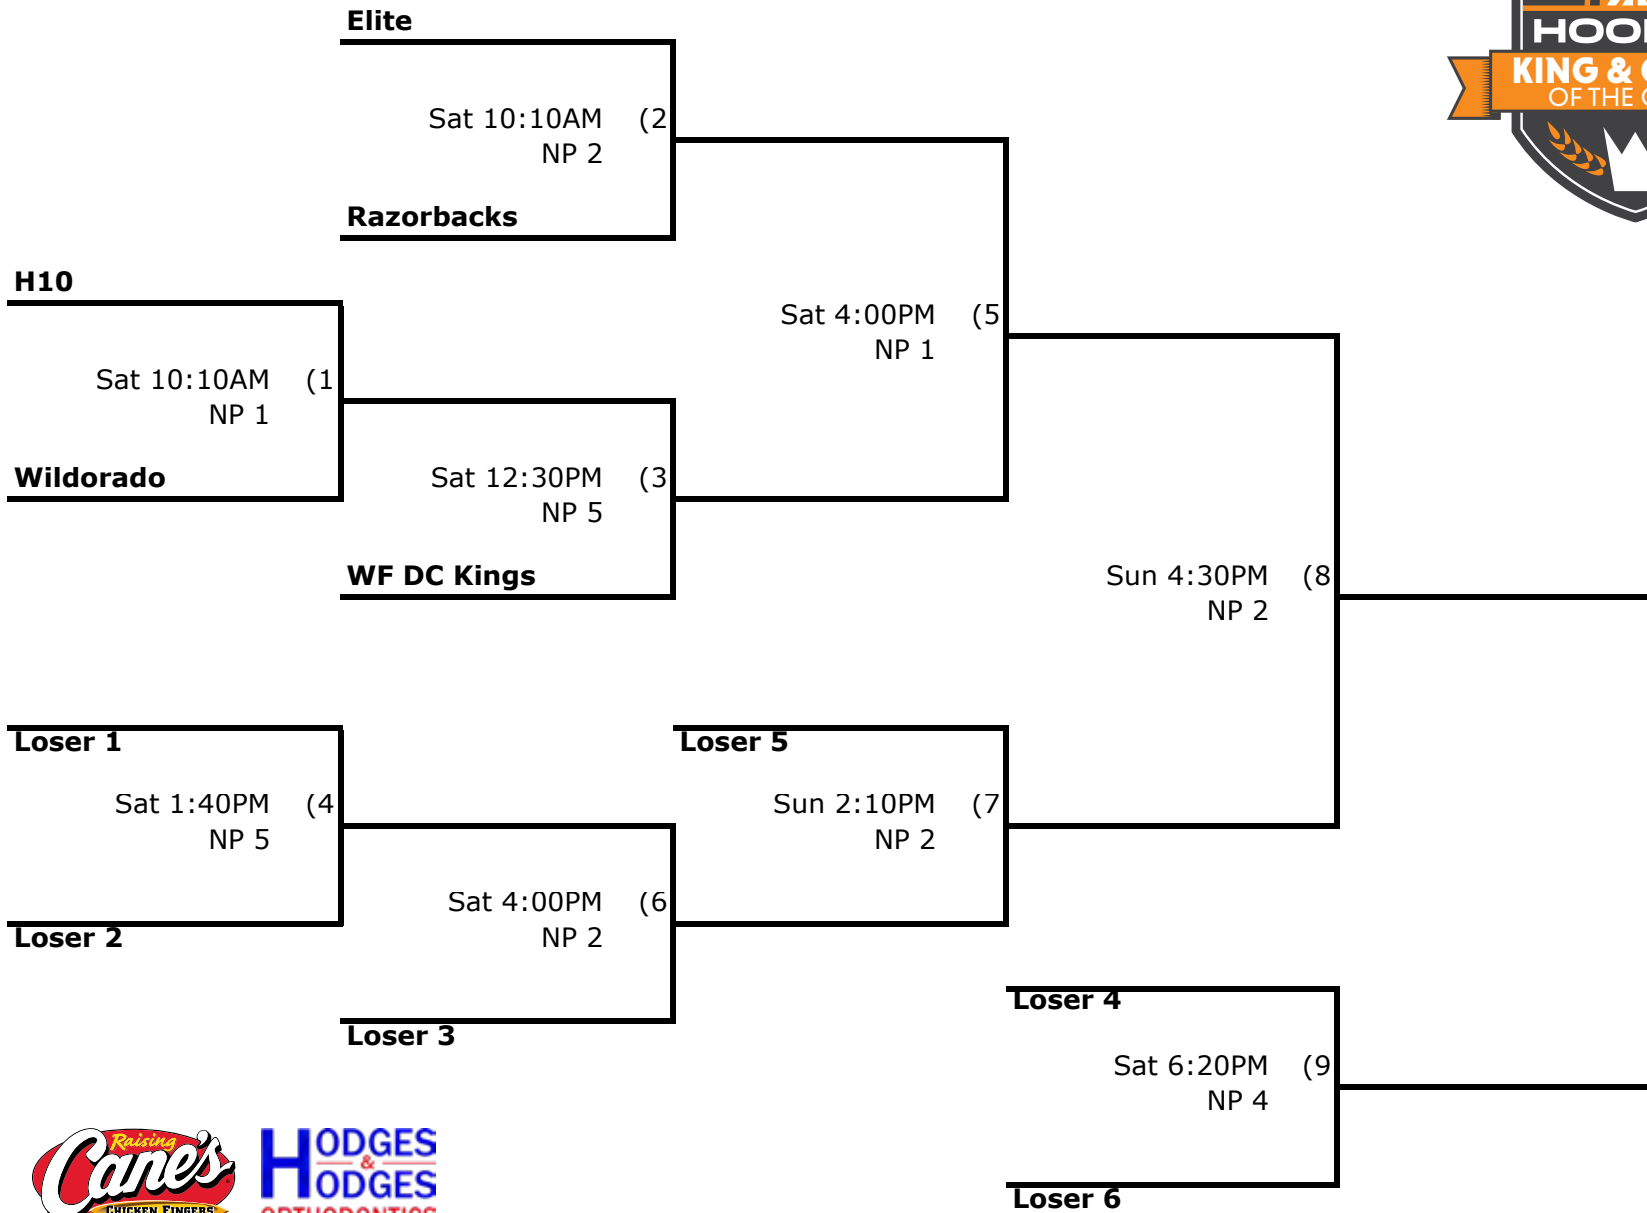 Elite
HOO
KING &
OF THE
Sat 10:10AM (2
NP 2
Razorbacks
H10
Sat 4:00PM (5
NP 1
Sat 10:10AM (1
NP 1
Wildorado
Sat 12:30PM (3
NP 5
WF DC Kings
Sun 4:30PM (8
NP 2
Loser 1
Loser 5
Sat 1:40PM (4
NP 5
Sun 2:10PM (7
NP 2
Sat 4:00PM (6
NP 2
Loser 2
Loser 4
Loser 3
Sat 6:20PM (9
NP 4
Raising
Cane's
CHICKEN FINGERS
HODGES
&
HODGES
ORTHODONTICS
Loser 6